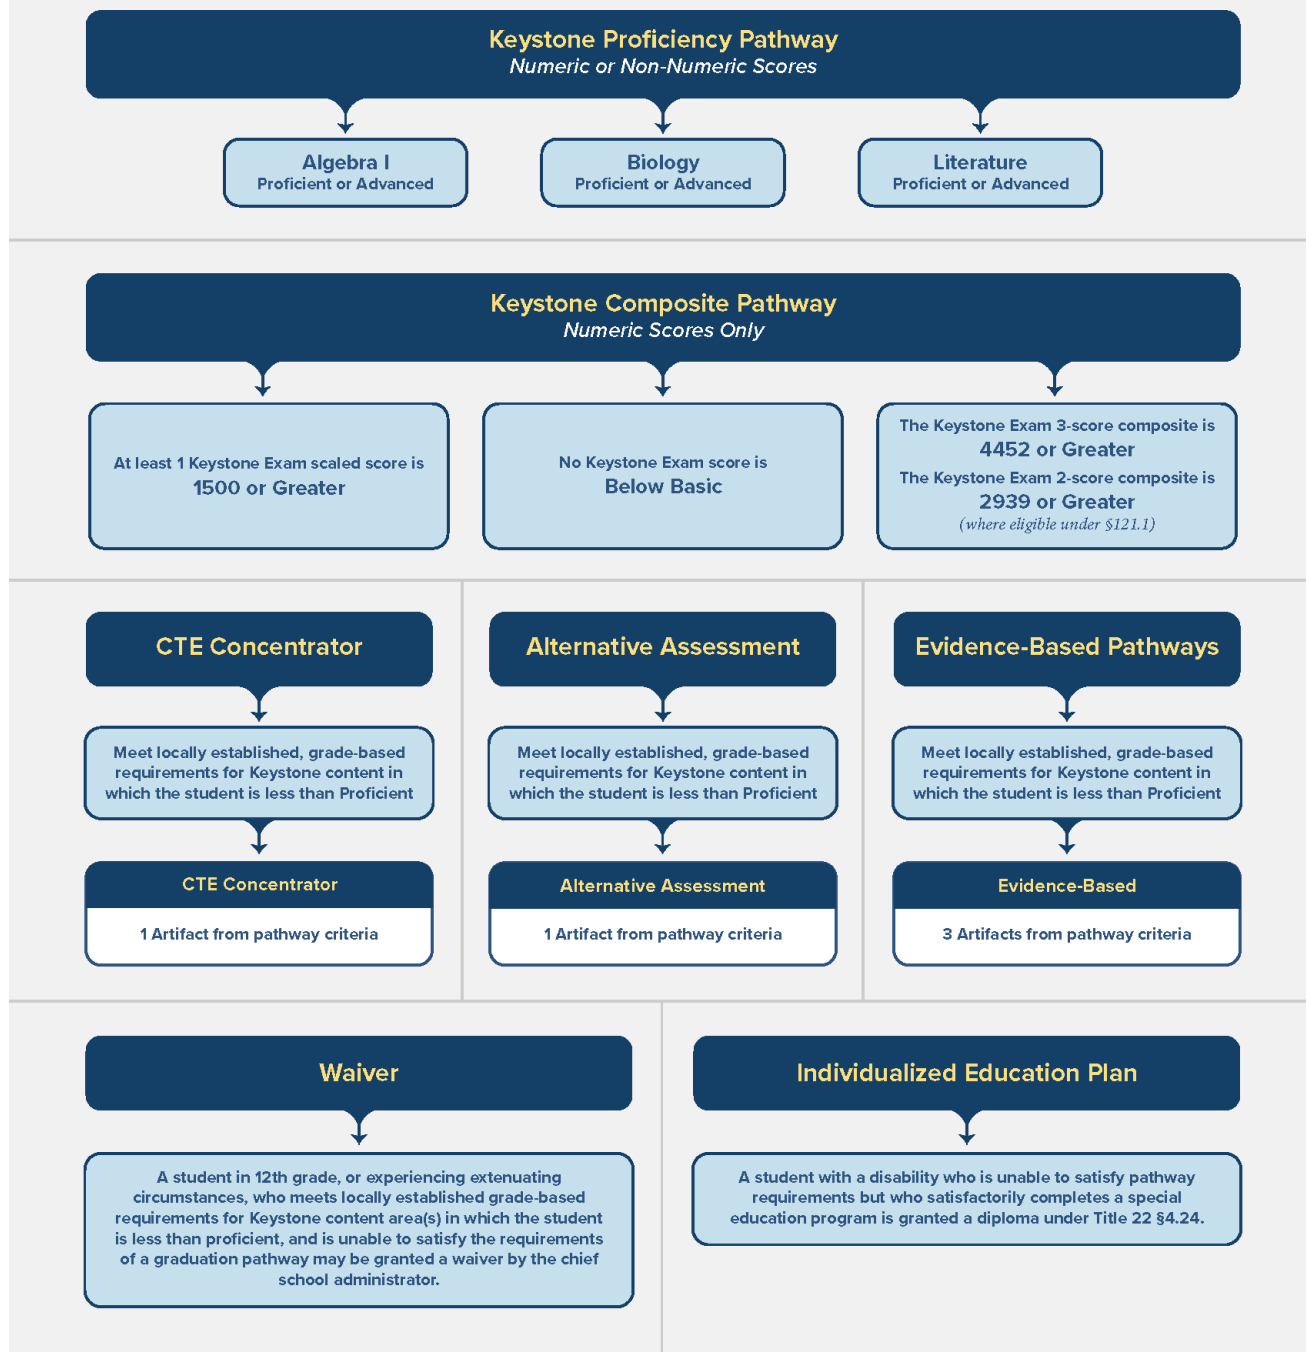 Keystone Proficiency Pathway
Numeric or Non-Numeric Scores
Algebra I
Proficient or Advanced
Biology
Proficient or Advanced
Literature
Proficient or Advanced
Keystone Composite Pathway
Numeric Scores Only
At least 1 Keystone Exam scaled score is
1500 or Greater
No Keystone Exam score is
Below Basic
The Keystone Exam 3-score composite is
4452 or Greater
The Keystone Exam 2-score composite is
2939 or Greater
(where eligible under §121.1)
CTE Concentrator
Meet locally established, grade-based
requirements for Keystone content in
which the student is less than Proficient
CTE Concentrator
1 Artifact from pathway criteria
Alternative Assessment
Meet locally established, grade-based
requirements for Keystone content in
which the student is less than Proficient
Alternative Assessment
1 Artifact from pathway criteria
Evidence-Based Pathways
Meet locally established, grade-based
requirements for Keystone content in
which the student is less than Proficient
Evidence-Based
3 Artifacts from pathway criteria
Waiver
A student in 12th grade, or experiencing extenuating
circumstances, who meets locally established grade-based
requirements for Keystone content area(s) in which the student
is less than proficient, and is unable to satisfy the requirements
of a graduation pathway may be granted a waiver by the chief
school administrator.
Individualized Education Plan
A student with a disability who is unable to satisfy pathway
requirements but who satisfactorily completes a special
education program is granted a diploma under Title 22 §4.24.